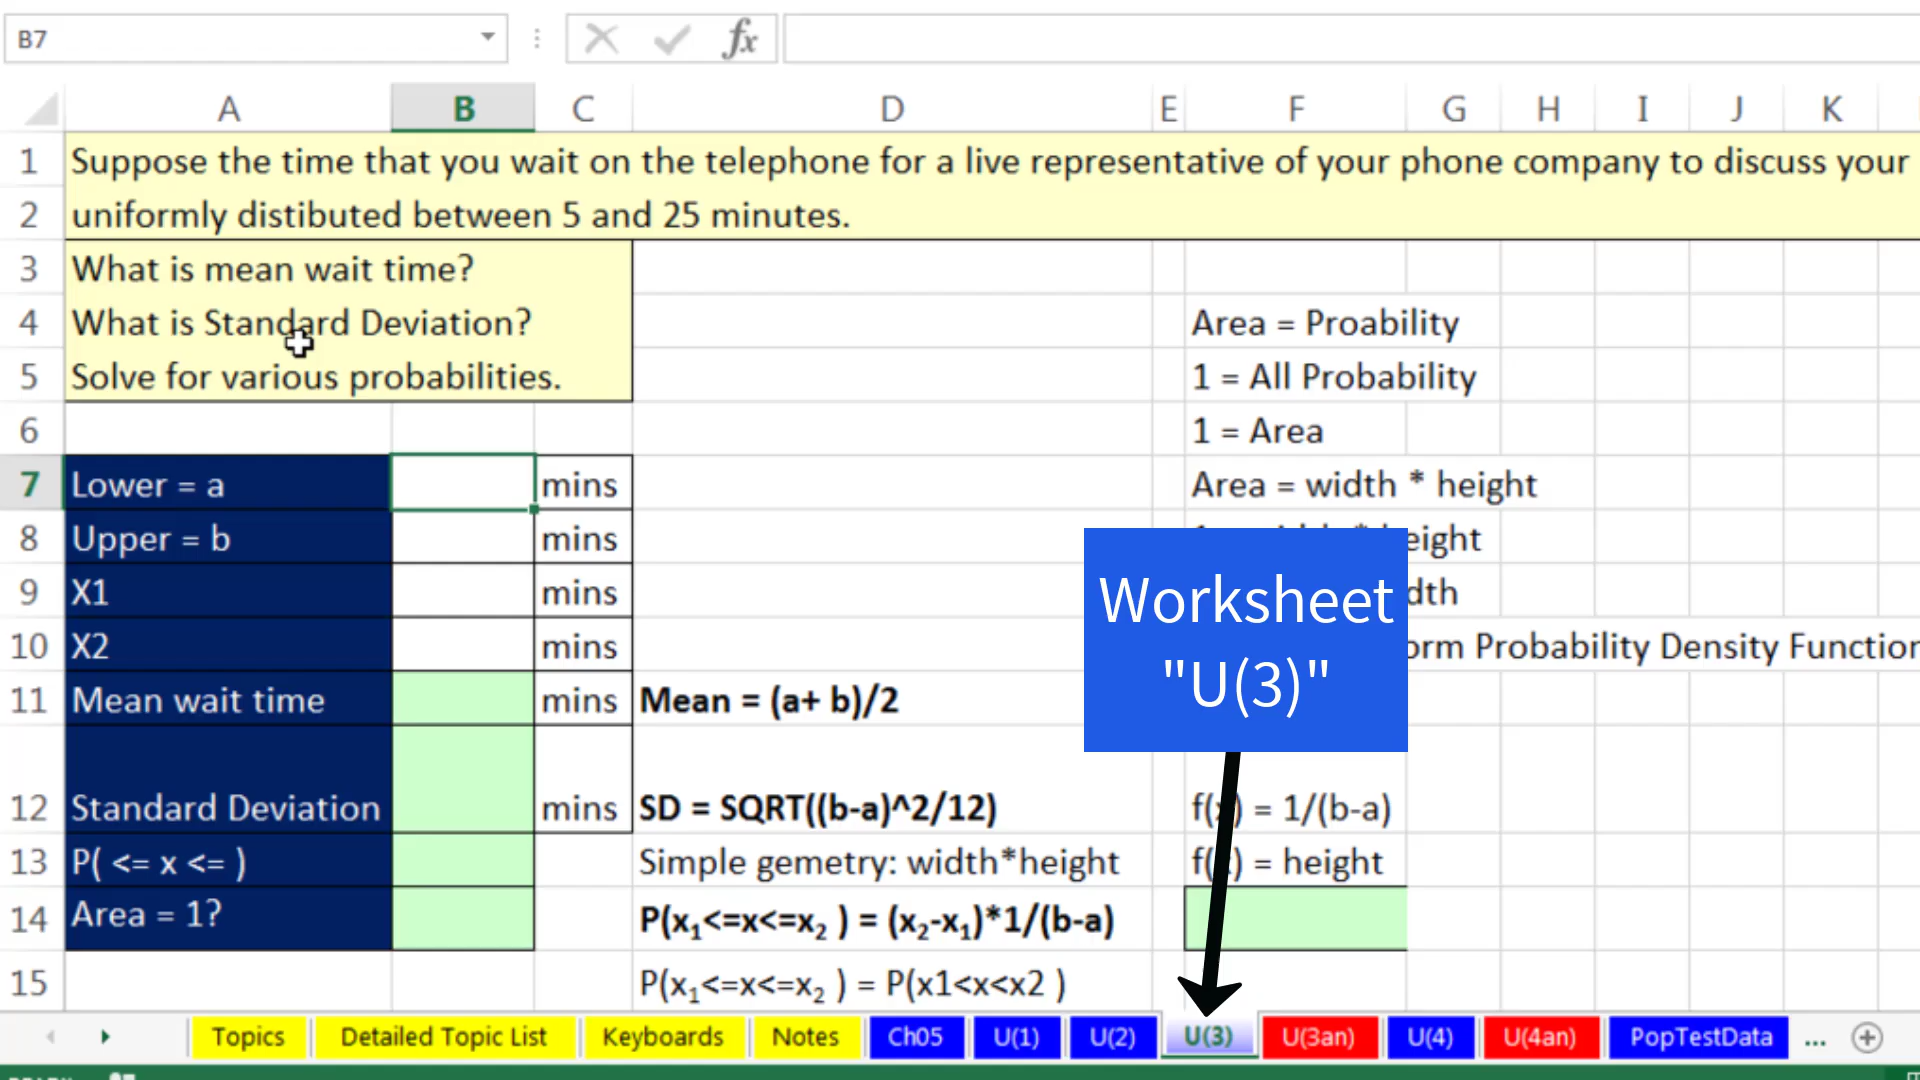 B7
fx
A B C D E F G H I J K
1 Suppose the time that you wait on the telephone for a live representative of your phone company to discuss your
2 uniformly distibuted between 5 and 25 minutes.
3 What is mean wait time?
4 What is Standard Deviation? Area = Proability
5 Solve for various probabilities. 1 = All Probability
6 1 = Area
7 Lower = a mins Area = width * height
8 Upper = b mins eight
9 X1 mins dth
10 X2 mins orm Probability Density Function
Worksheet
"U(3)"
11 Mean wait time mins Mean = (a+ b)/2
12 Standard Deviation mins SD = SQRT((b-a)^2/12) f(x) = 1/(b-a)
13 P( <= x <= ) Simple gemetry: width*height f(x) = height
14 Area = 1? P(x₁<=x<=x₂ ) = (x₂-x₁)*1/(b-a)
15 P(x₁<=x<=x₂ ) = P(x1<x<x2 )
Topics Detailed Topic List Keyboards Notes Ch05 U(1) U(2) U(3) U(3an) U(4) U(4an) PopTestData ...